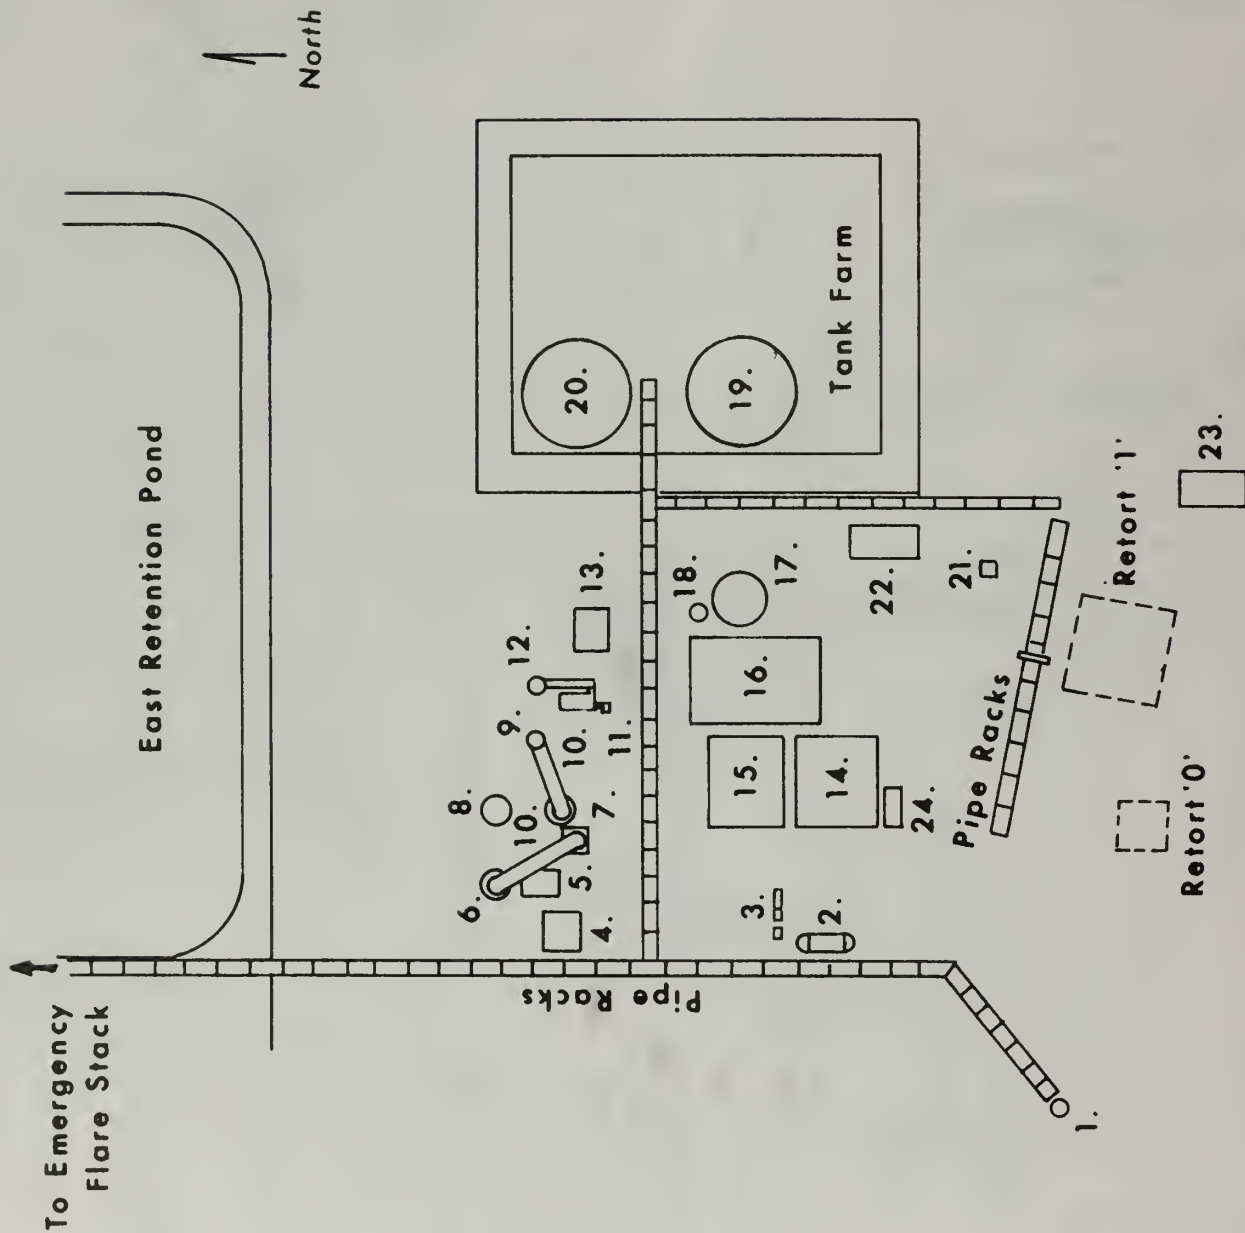 To Emergency
Flare Stack
North
East Retention Pond
Pipe Racks
1.
2.
3.
4.
5.
6.
7.
8.
9.
10.
10.
11.
12.
13.
14.
15.
16.
17.
18.
19.
20.
Tank Farm
21.
22.
23.
24.
Pipe Racks
Retort '0'
Retort '1'